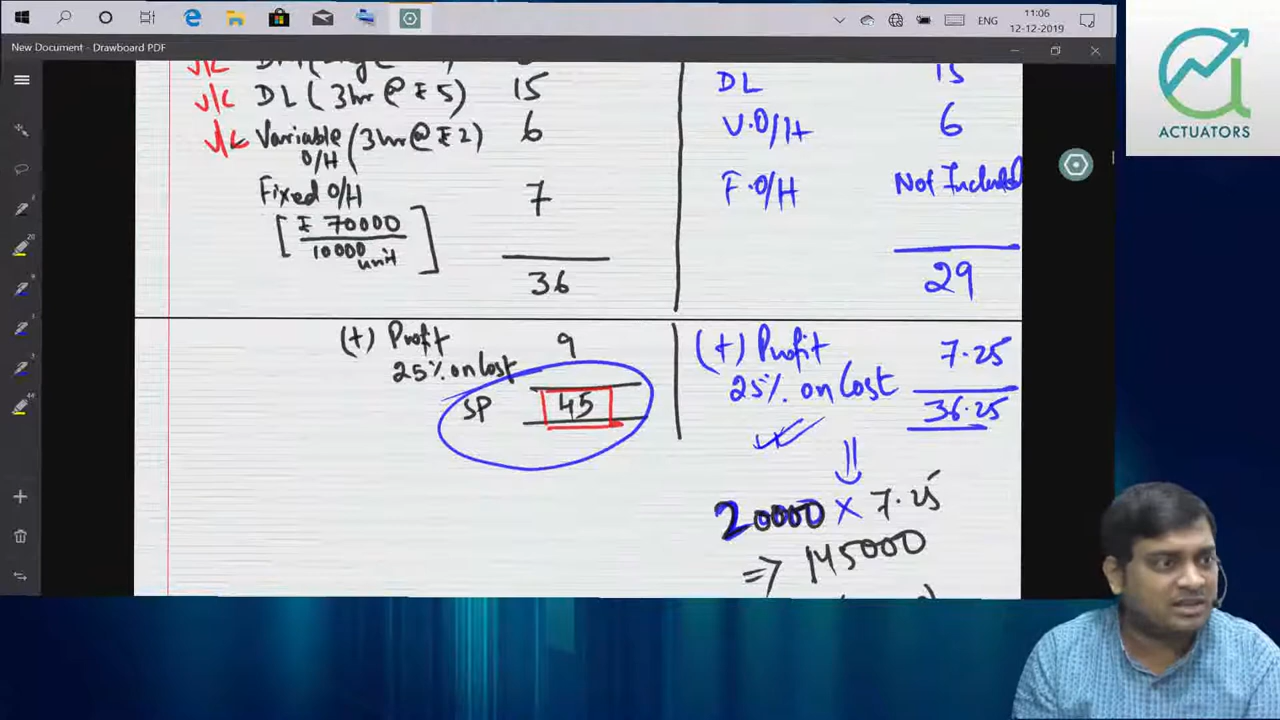 11:06
ENG
12-12-2019
New Document - Drawboard PDF
ACTUATORS
V/C DL (3hr @ ₹ 5) 15
V/C Variable (3hr @ ₹ 2) 6
O/H
Fixed O/H 7
[₹ 70000
10000 unit]
36
(+) Profit 9
25% on Cost
SP 45
DL 15
V.O/H 6
F.O/H Not Included
29
(+) Profit 7.25
25% on Cost 36.25
20000 × 7.25
⇒ 145000